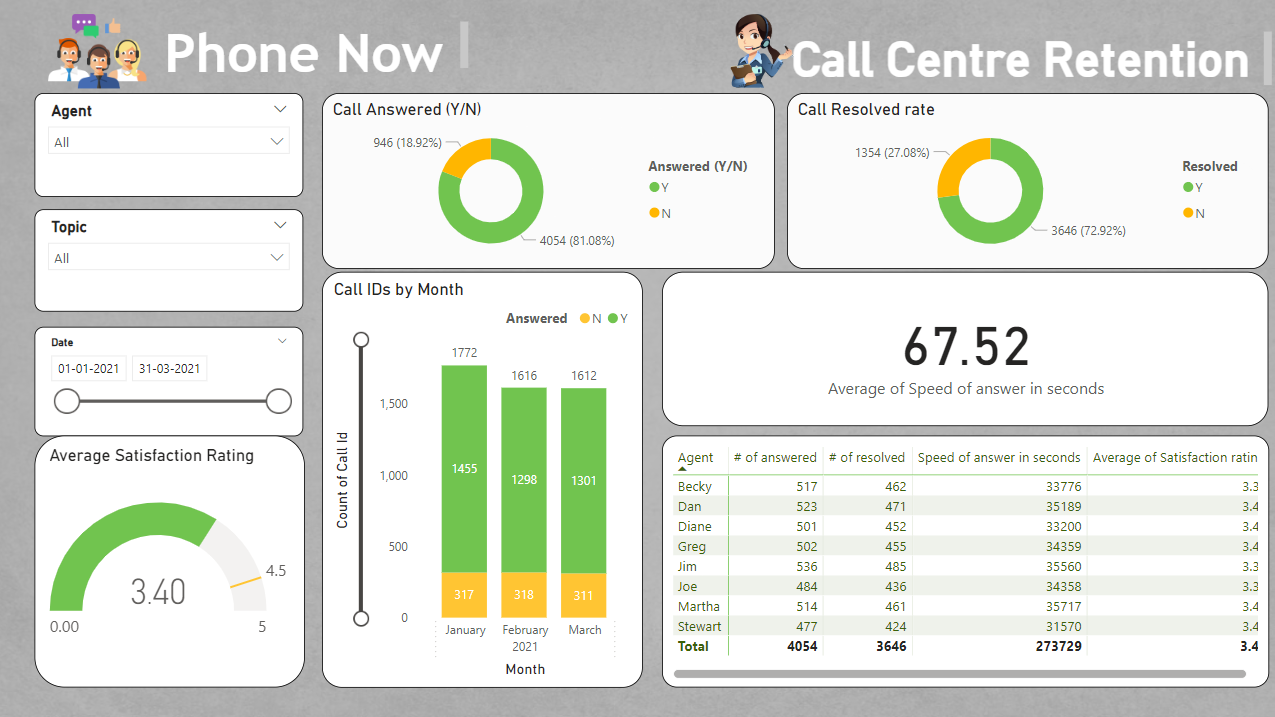 Phone Now
Call Centre Retention
Agent
All
Topic
All
Date
01-01-2021 31-03-2021
Average Satisfaction Rating
3.40
4.5
0.00
5
Call Answered (Y/N)
946 (18.92%)
4054 (81.08%)
Answered (Y/N)
Y
N
Call Resolved rate
1354 (27.08%)
3646 (72.92%)
Resolved
Y
N
Call IDs by Month
Answered N Y
Count of Call Id
1,500
1,000
500
0
1772
1616
1612
1455
1298
1301
317
318
311
January February March
2021
Month
67.52
Average of Speed of answer in seconds
Agent # of answered # of resolved Speed of answer in seconds Average of Satisfaction ratin
Becky 517 462 33776 3.3
Dan 523 471 35189 3.4
Diane 501 452 33200 3.4
Greg 502 455 34359 3.4
Jim 536 485 35560 3.3
Joe 484 436 34358 3.3
Martha 514 461 35717 3.4
Stewart 477 424 31570 3.4
Total 4054 3646 273729 3.4